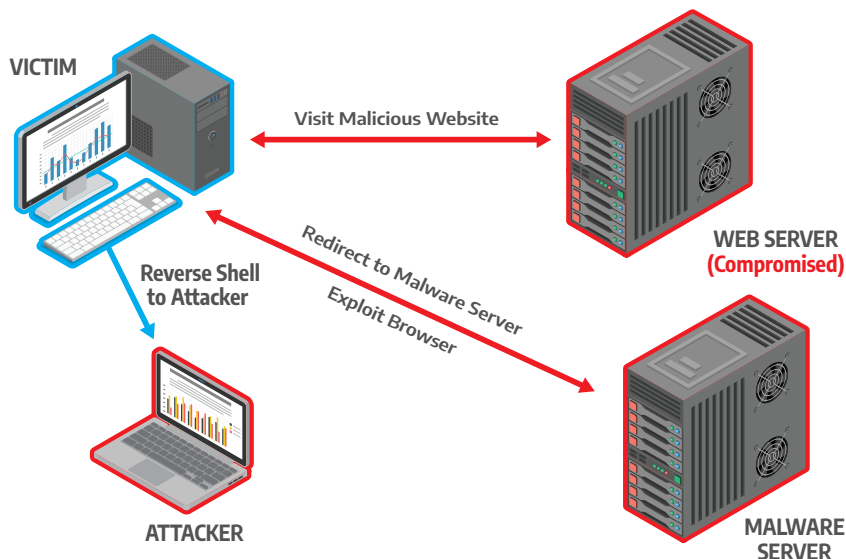 VICTIM
Visit Malicious Website
WEB SERVER
(Compromised)
Redirect to Malware Server
Exploit Browser
Reverse Shell
to Attacker
ATTACKER
MALWARE
SERVER